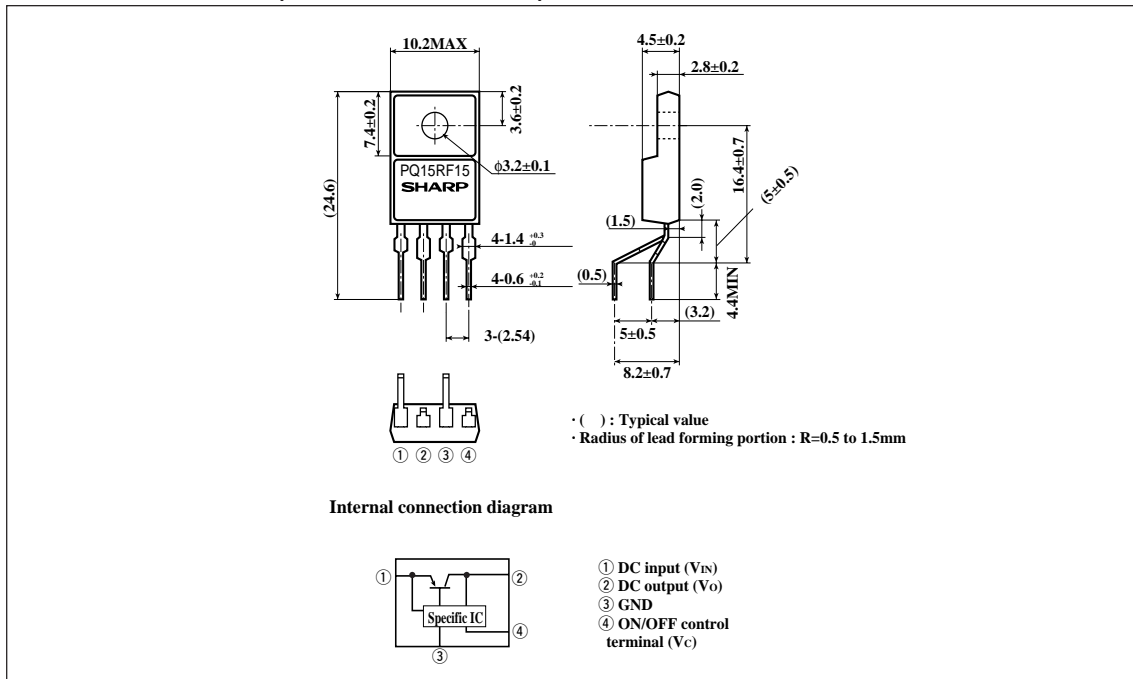 10.2MAX
4.5±0.2
2.8±0.2
7.4±0.2
3.6±0.2
(24.6)
PQ15RF15
SHARP
ϕ3.2±0.1
16.4±0.7
(2.0)
(5±0.5)
(1.5)
4-1.4 +0.3 -0
4-0.6 +0.2 -0.1
(0.5)
4.4MIN
(3.2)
3-(2.54)
5±0.5
8.2±0.7
· ( ) : Typical value
· Radius of lead forming portion : R=0.5 to 1.5mm
① ② ③ ④
Internal connection diagram
①
②
Specific IC
④
③
① DC input (VIN)
② DC output (VO)
③ GND
④ ON/OFF control
terminal (VC)